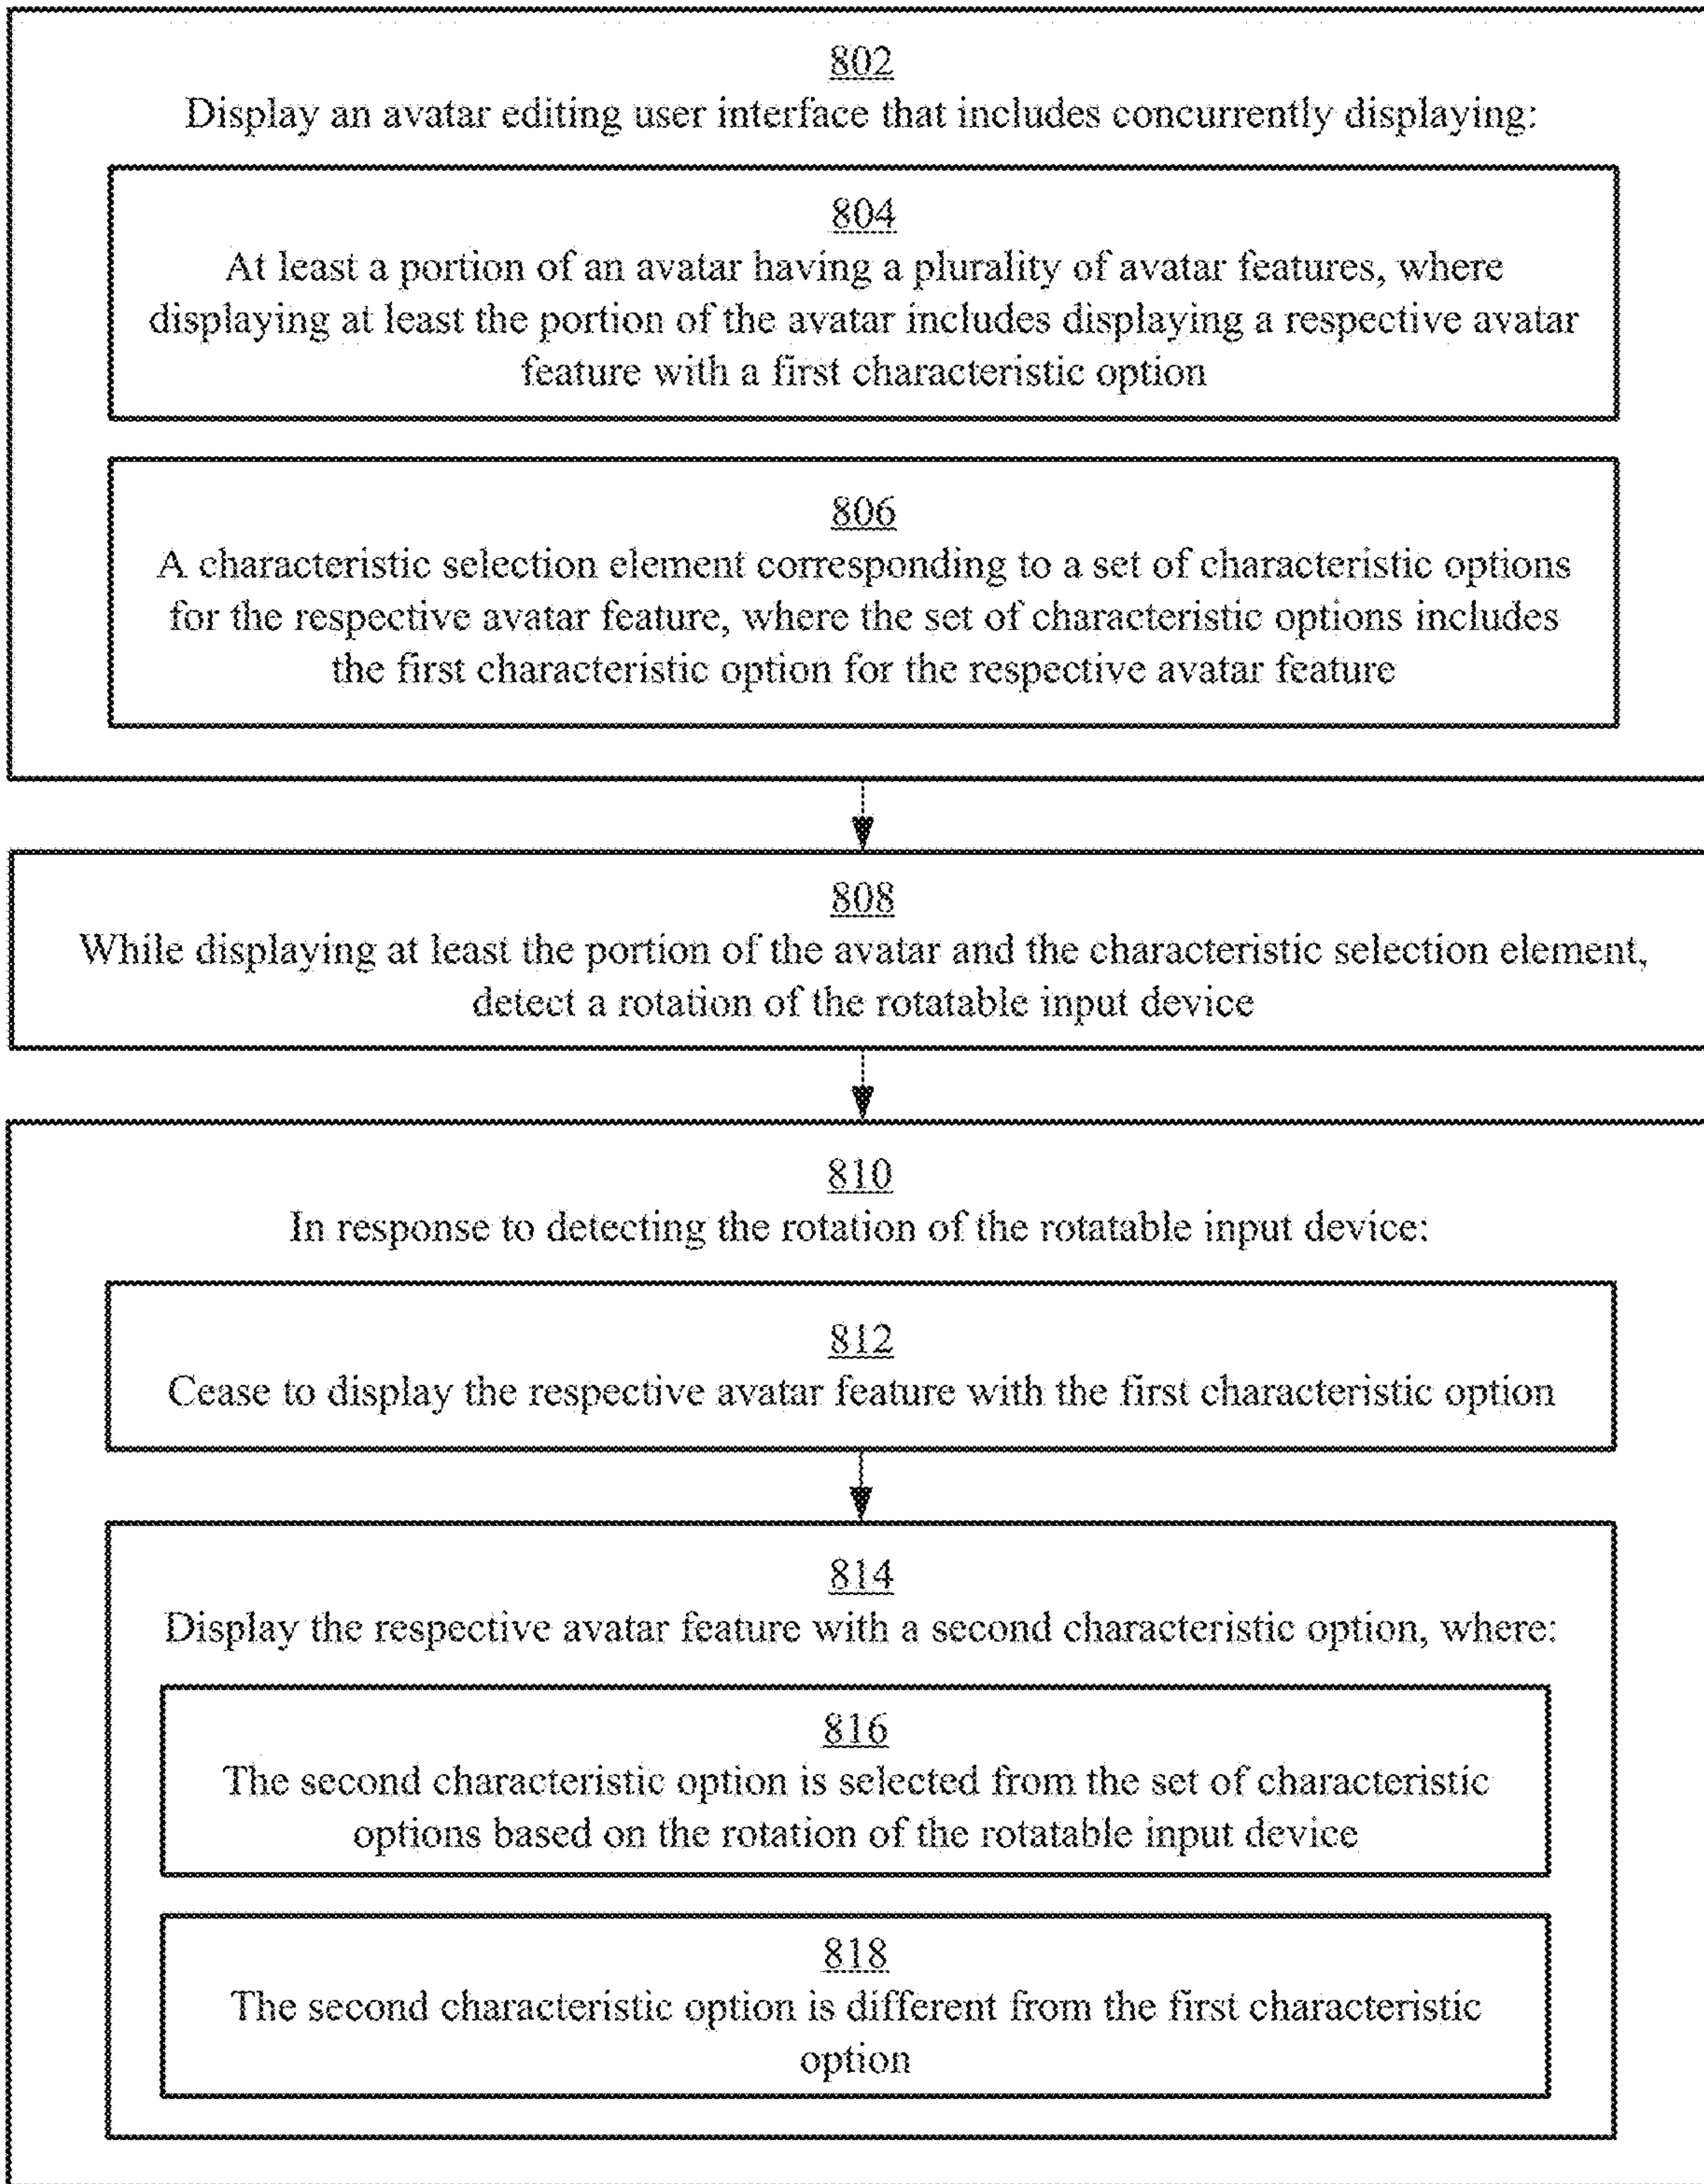 802
Display an avatar editing user interface that includes concurrently displaying:
804
At least a portion of an avatar having a plurality of avatar features, where
displaying at least the portion of the avatar includes displaying a respective avatar
feature with a first characteristic option
806
A characteristic selection element corresponding to a set of characteristic options
for the respective avatar feature, where the set of characteristic options includes
the first characteristic option for the respective avatar feature
808
While displaying at least the portion of the avatar and the characteristic selection element,
detect a rotation of the rotatable input device
810
In response to detecting the rotation of the rotatable input device:
812
Cease to display the respective avatar feature with the first characteristic option
814
Display the respective avatar feature with a second characteristic option, where:
816
The second characteristic option is selected from the set of characteristic
options based on the rotation of the rotatable input device
818
The second characteristic option is different from the first characteristic
option